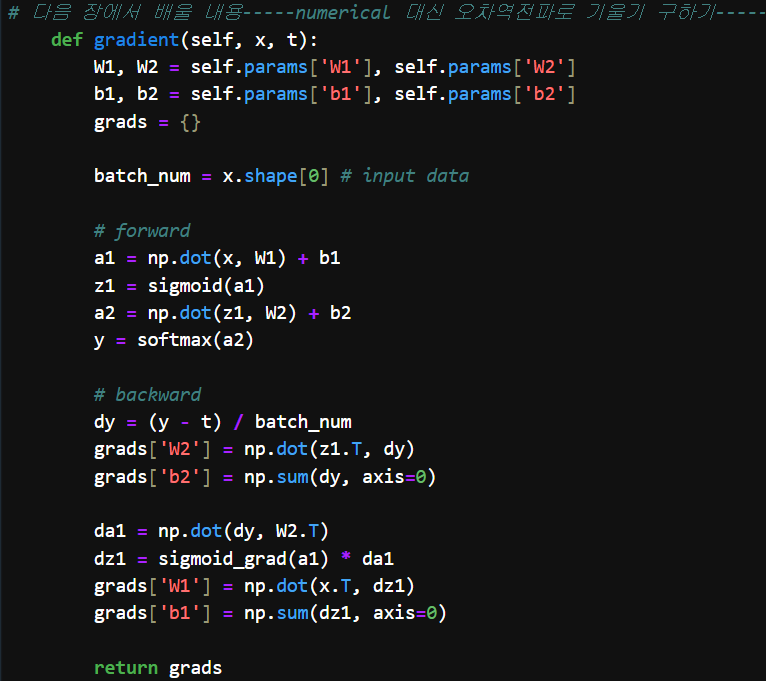 # 다음 장에서 배울 내용-----numerical 대신 오차역전파로 기울기 구하기-----
def gradient(self, x, t):
W1, W2 = self.params['W1'], self.params['W2']
b1, b2 = self.params['b1'], self.params['b2']
grads = {}
batch_num = x.shape[0] # input data
# forward
a1 = np.dot(x, W1) + b1
z1 = sigmoid(a1)
a2 = np.dot(z1, W2) + b2
y = softmax(a2)
# backward
dy = (y - t) / batch_num
grads['W2'] = np.dot(z1.T, dy)
grads['b2'] = np.sum(dy, axis=0)
da1 = np.dot(dy, W2.T)
dz1 = sigmoid_grad(a1) * da1
grads['W1'] = np.dot(x.T, dz1)
grads['b1'] = np.sum(dz1, axis=0)
return grads